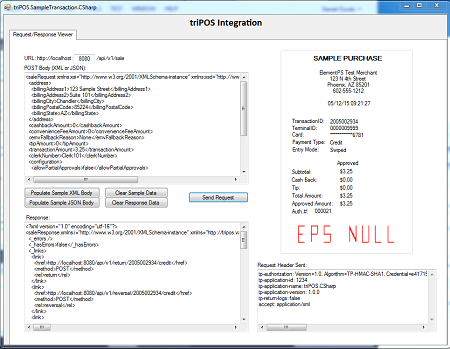 triPOS.SampleTransaction.CSharp
triPOS Integration
Request/Response Viewer
URL: http://localhost: 8080 /api/v1/sale
POST Body (XML or JSON):
<saleRequest xmlns:xsi="http://www.w3.org/2001/XMLSchema-instance" xmlns:xsd="http://www.w
<address>
<billingAddress1>123 Sample Street</billingAddress1>
<billingAddress2>Suite 101</billingAddress2>
<billingCity>Chandler</billingCity>
<billingPostalCode>85224</billingPostalCode>
<billingState>AZ</billingState>
</address>
<cashbackAmount>0</cashbackAmount>
<convenienceFeeAmount>0</convenienceFeeAmount>
<emvFallbackReason>None</emvFallbackReason>
<tipAmount>0</tipAmount>
<transactionAmount>3.25</transactionAmount>
<clerkNumber>Clerk101</clerkNumber>
<configuration>
<allowPartialApprovals>false</allowPartialApprovals>
Populate Sample XML Body
Clear Sample Data
Populate Sample JSON Body
Clear Response Data
Send Request
Response:
<?xml version="1.0" encoding="utf-16"?>
<saleResponse xmlns:xsi="http://www.w3.org/2001/XMLSchema-instance"
<_errors />
<_hasErrors>false</_hasErrors>
<_links>
<link>
<href>http://localhost:8080/api/v1/return/2005002934/credit</href>
<method>POST</method>
<rel>return</rel>
</link>
<link>
<href>http://localhost:8080/api/v1/reversal/2005002934/credit</href>
<method>POST</method>
<rel>reversal</rel>
</link>
SAMPLE PURCHASE
ElementPS Test Merchant
123 N 4th Street
Phoenix, AZ 85201
602-555-1212
05/12/15 09:21:27
TransactionID: 2005002934
Terminal ID: 0000009999
Card: ************6781
Payment Type: Credit
Entry Mode: Swiped
Approved
Subtotal: $3.25
Cash Back: $0.00
Tip: $0.00
Total Amount: $3.25
Approved Amount: $3.25
Auth.#: 000021
EPS NULL
Request Header Sent:
tp-authorization: Version=1.0, Algorithm=TP-HMAC-SHA1, Credential=e4171
tp-application-id: 1234
tp-application-name: triPOS.CSharp
tp-application-version: 1.0.0
tp-return-logs: false
accept: application/xml